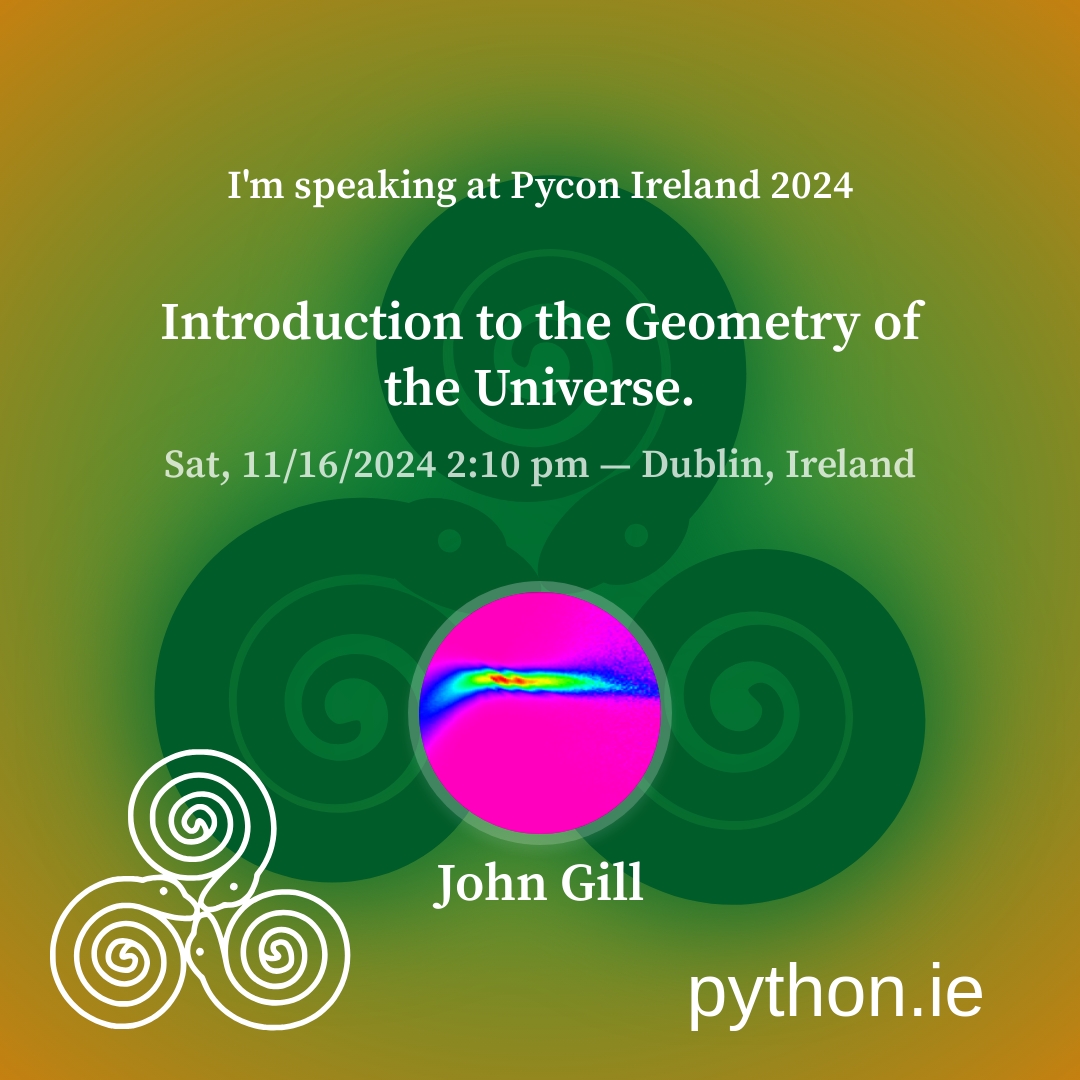 I'm speaking at Pycon Ireland 2024
Introduction to the Geometry of
the Universe.
Sat, 11/16/2024 2:10 pm — Dublin, Ireland
John Gill
python.ie